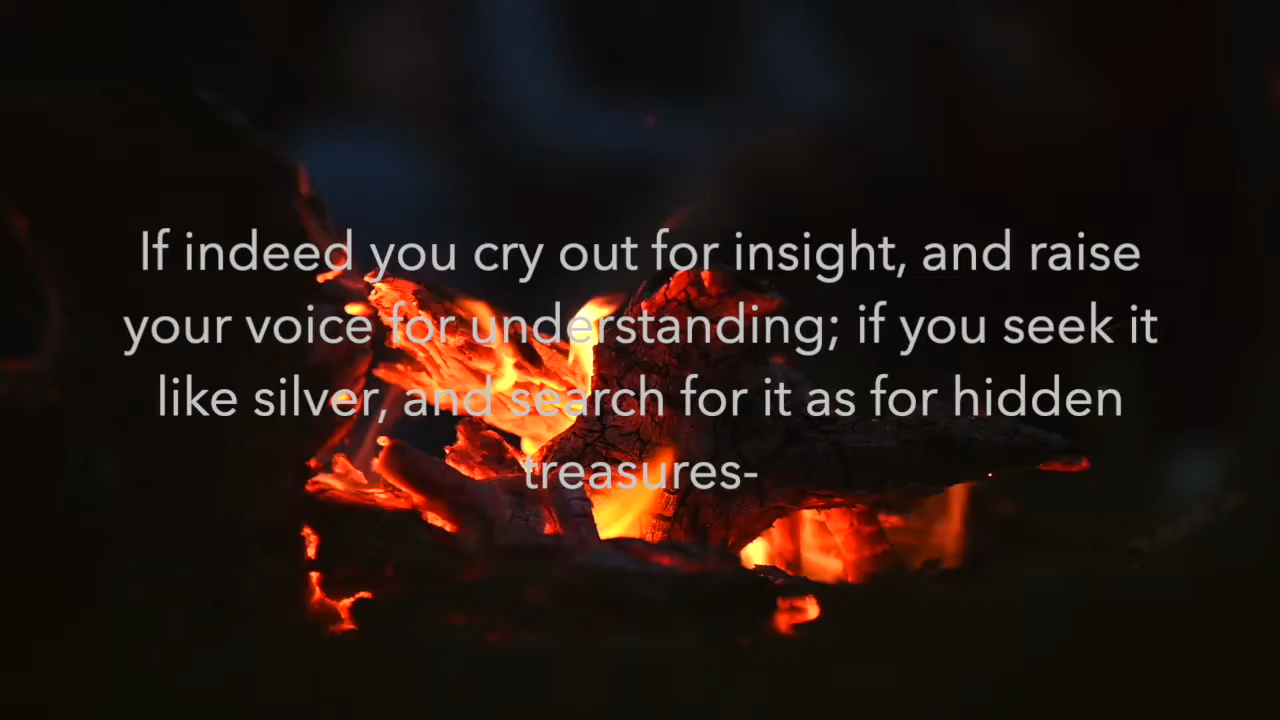 If indeed you cry out for insight, and raise
your voice for understanding; if you seek it
like silver, and search for it as for hidden
treasures-